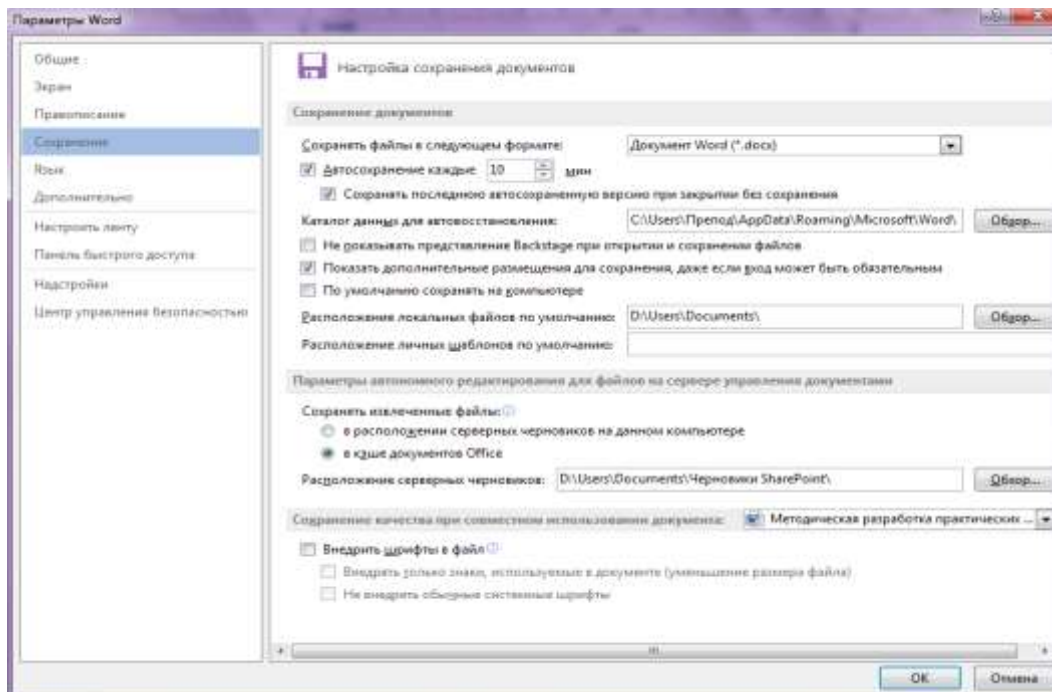 Параметры Word
Общие
Экран
Правописание
Сохранение
Язык
Дополнительно
Настроить ленту
Панель быстрого доступа
Надстройки
Центр управления безопасностью
Настройка сохранения документов
Сохранение документов
Сохранять файлы в следующем формате: Документ Word (*.docx)
Автосохранение каждые 10 мин
Сохранять последнюю автосохраненную версию при закрытии без сохранения
Каталог данных для автовосстановления: C:\Users\Препод\AppData\Roaming\Microsoft\Word\ Обзор...
Не показывать представление Backstage при открытии и сохранении файлов
Показать дополнительные размещения для сохранения, даже если вход может быть обязательным
По умолчанию сохранять на компьютере
Расположение локальных файлов по умолчанию: D:\Users\Documents\ Обзор...
Расположение личных шаблонов по умолчанию:
Параметры автономного редактирования для файлов на сервере управления документами
Сохранять извлеченные файлы:
в расположении серверных черновиков на данном компьютере
в кэше документов Office
Расположение серверных черновиков: D:\Users\Documents\Черновики SharePoint\ Обзор...
Сохранение качества при совместном использовании документа: Методическая разработка практических ...
Внедрить шрифты в файл
Внедрять только знаки, используемые в документе (уменьшение размера файла)
Не внедрять обычные системные шрифты
ОК Отмена